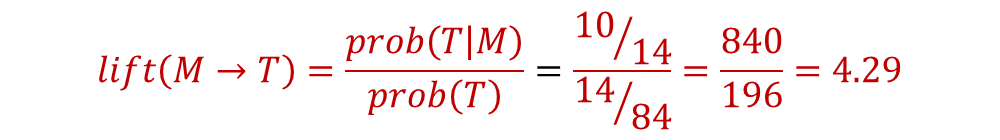 lift(M → T) = prob(T|M) / prob(T) = 10/14 / 14/84 = 840 / 196 = 4.29